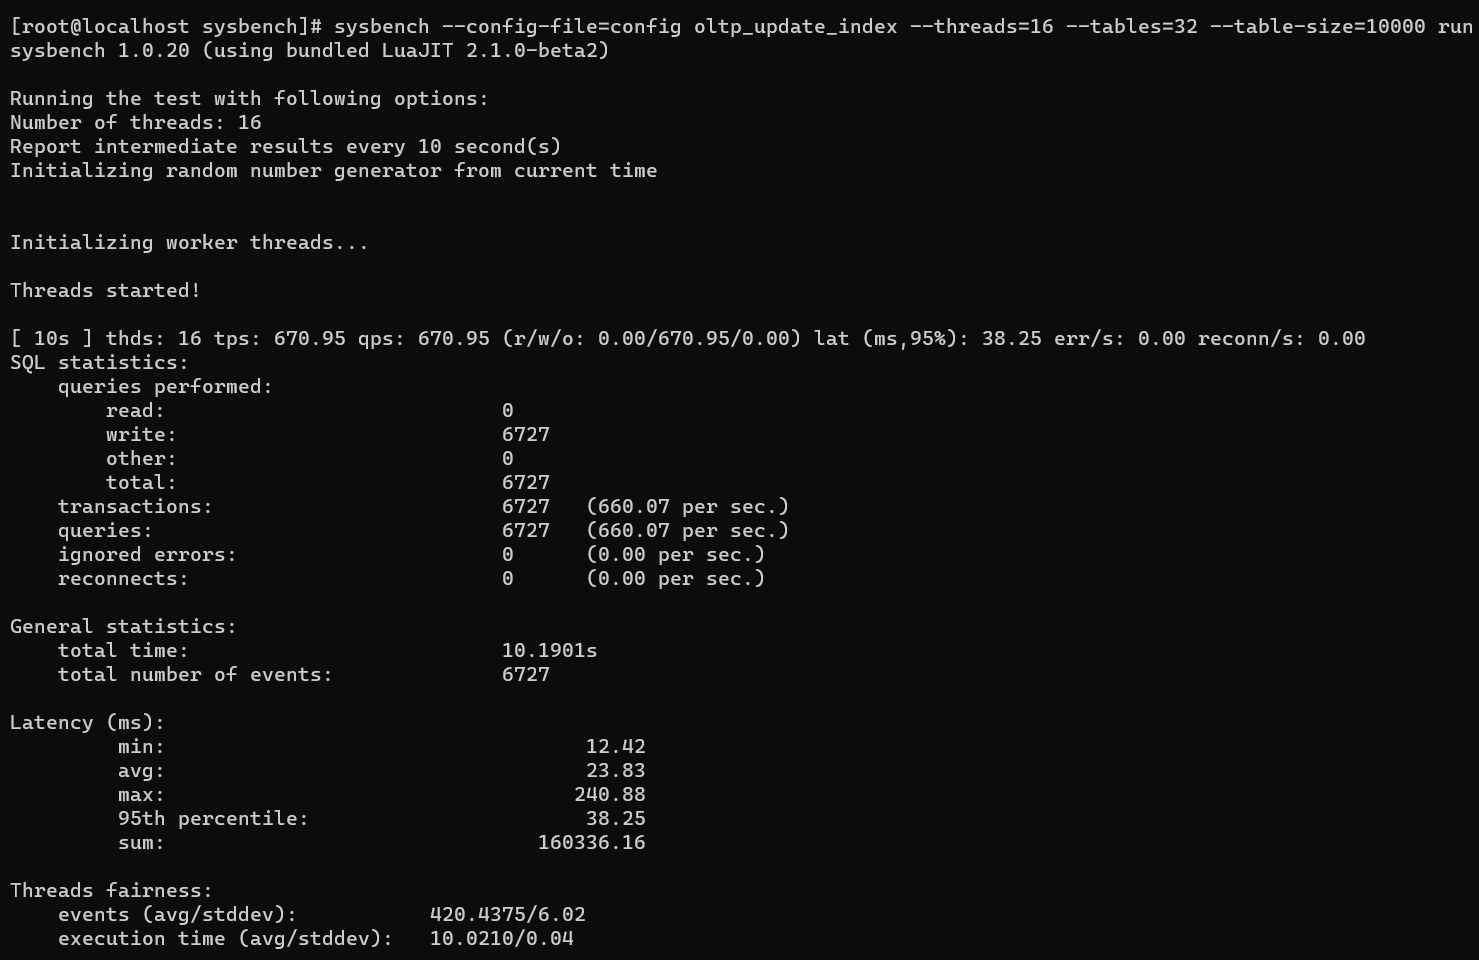 [root@localhost sysbench]# sysbench --config-file=config oltp_update_index --threads=16 --tables=32 --table-size=10000 run
sysbench 1.0.20 (using bundled LuaJIT 2.1.0-beta2)
Running the test with following options:
Number of threads: 16
Report intermediate results every 10 second(s)
Initializing random number generator from current time
Initializing worker threads...
Threads started!
[ 10s ] thds: 16 tps: 670.95 qps: 670.95 (r/w/o: 0.00/670.95/0.00) lat (ms,95%): 38.25 err/s: 0.00 reconn/s: 0.00
SQL statistics:
    queries performed:
        read:                            0
        write:                           6727
        other:                           0
        total:                           6727
    transactions:                        6727   (660.07 per sec.)
    queries:                             6727   (660.07 per sec.)
    ignored errors:                      0      (0.00 per sec.)
    reconnects:                          0      (0.00 per sec.)
General statistics:
    total time:                          10.1901s
    total number of events:              6727
Latency (ms):
         min:                                   12.42
         avg:                                   23.83
         max:                                  240.88
         95th percentile:                       38.25
         sum:                               160336.16
Threads fairness:
    events (avg/stddev):           420.4375/6.02
    execution time (avg/stddev):   10.0210/0.04